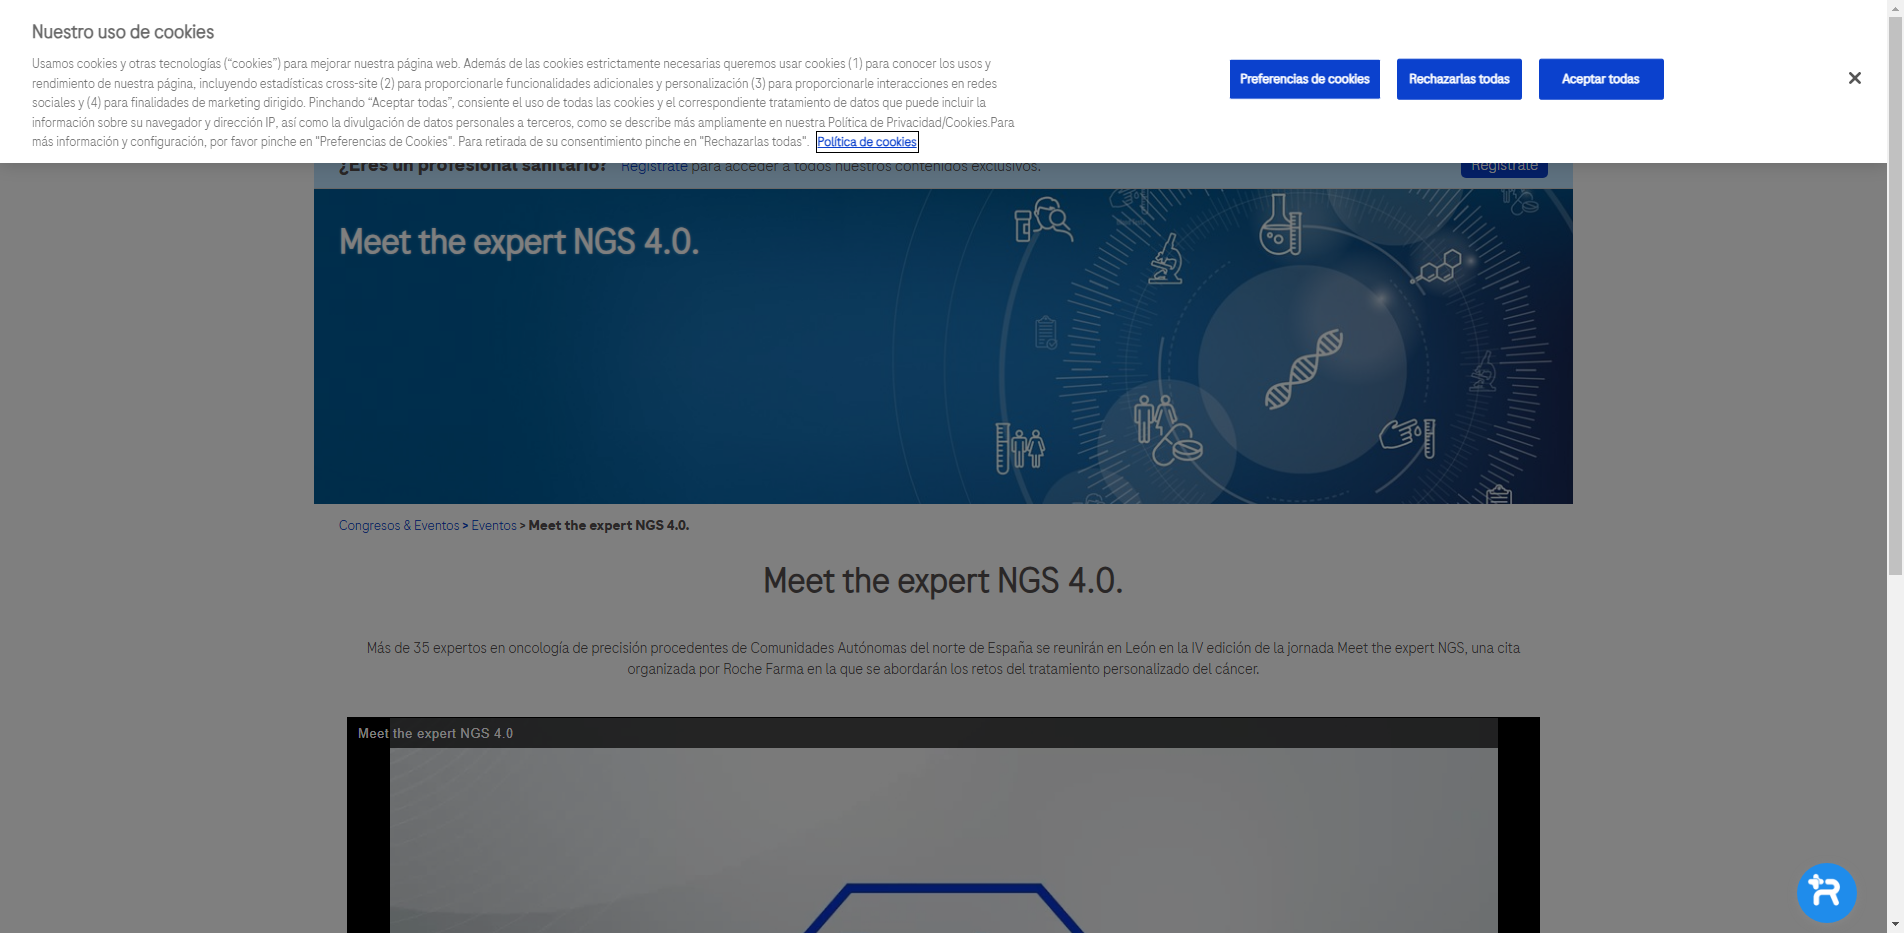 Nuestro uso de cookies
Usamos cookies y otras tecnologías (“cookies”) para mejorar nuestra página web. Además de las cookies estrictamente necesarias queremos usar cookies (1) para conocer los usos y
rendimiento de nuestra página, incluyendo estadísticas cross-site (2) para proporcionarle funcionalidades adicionales y personalización (3) para proporcionarle interacciones en redes
sociales y (4) para finalidades de marketing dirigido. Pinchando “Aceptar todas”, consiente el uso de todas las cookies y el correspondiente tratamiento de datos que puede incluir la
información sobre su navegador y dirección IP, así como la divulgación de datos personales a terceros, como se describe más ampliamente en nuestra Política de Privacidad/Cookies.Para
más información y configuración, por favor pinche en "Preferencias de Cookies". Para retirada de su consentimiento pinche en "Rechazarlas todas". Política de cookies
Preferencias de cookies
Rechazarlas todas
Aceptar todas
¿Eres un profesional sanitario? Regístrate para acceder a todos nuestros contenidos exclusivos.
Regístrate
Meet the expert NGS 4.0.
Congresos & Eventos > Eventos > Meet the expert NGS 4.0.
Meet the expert NGS 4.0.
Más de 35 expertos en oncología de precisión procedentes de Comunidades Autónomas del norte de España se reunirán en León en la IV edición de la jornada Meet the expert NGS, una cita
organizada por Roche Farma en la que se abordarán los retos del tratamiento personalizado del cáncer.
Meet the expert NGS 4.0